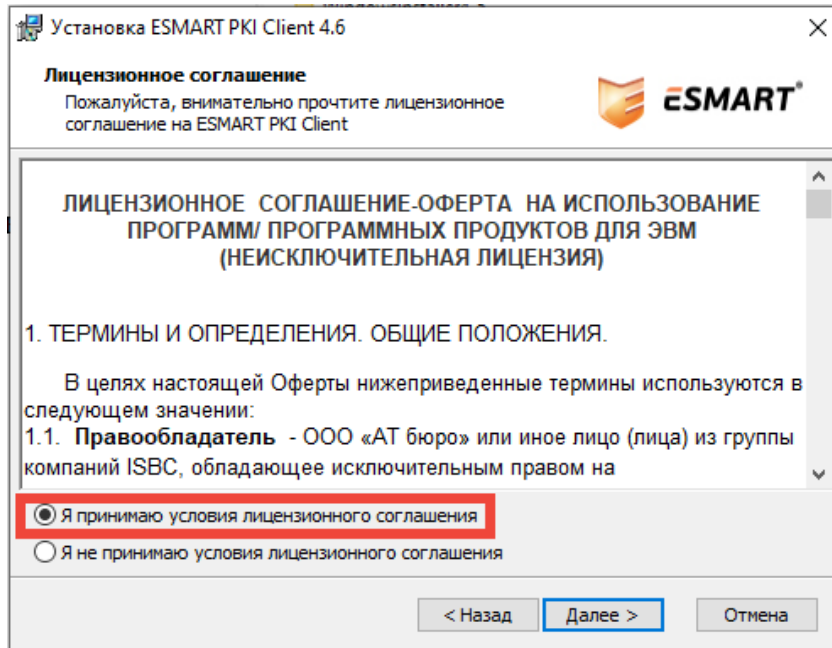 Установка ESMART PKI Client 4.6
Лицензионное соглашение
Пожалуйста, внимательно прочтите лицензионное
соглашение на ESMART PKI Client
ESMART®
ЛИЦЕНЗИОННОЕ СОГЛАШЕНИЕ-ОФЕРТА НА ИСПОЛЬЗОВАНИЕ
ПРОГРАММ/ ПРОГРАММНЫХ ПРОДУКТОВ ДЛЯ ЭВМ
(НЕИСКЛЮЧИТЕЛЬНАЯ ЛИЦЕНЗИЯ)
1. ТЕРМИНЫ И ОПРЕДЕЛЕНИЯ. ОБЩИЕ ПОЛОЖЕНИЯ.
В целях настоящей Оферты нижеприведенные термины используются в
следующем значении:
1.1. Правообладатель - ООО «АТ бюро» или иное лицо (лица) из группы
компаний ISBC, обладающее исключительным правом на
Я принимаю условия лицензионного соглашения
Я не принимаю условия лицензионного соглашения
< Назад
Далее >
Отмена